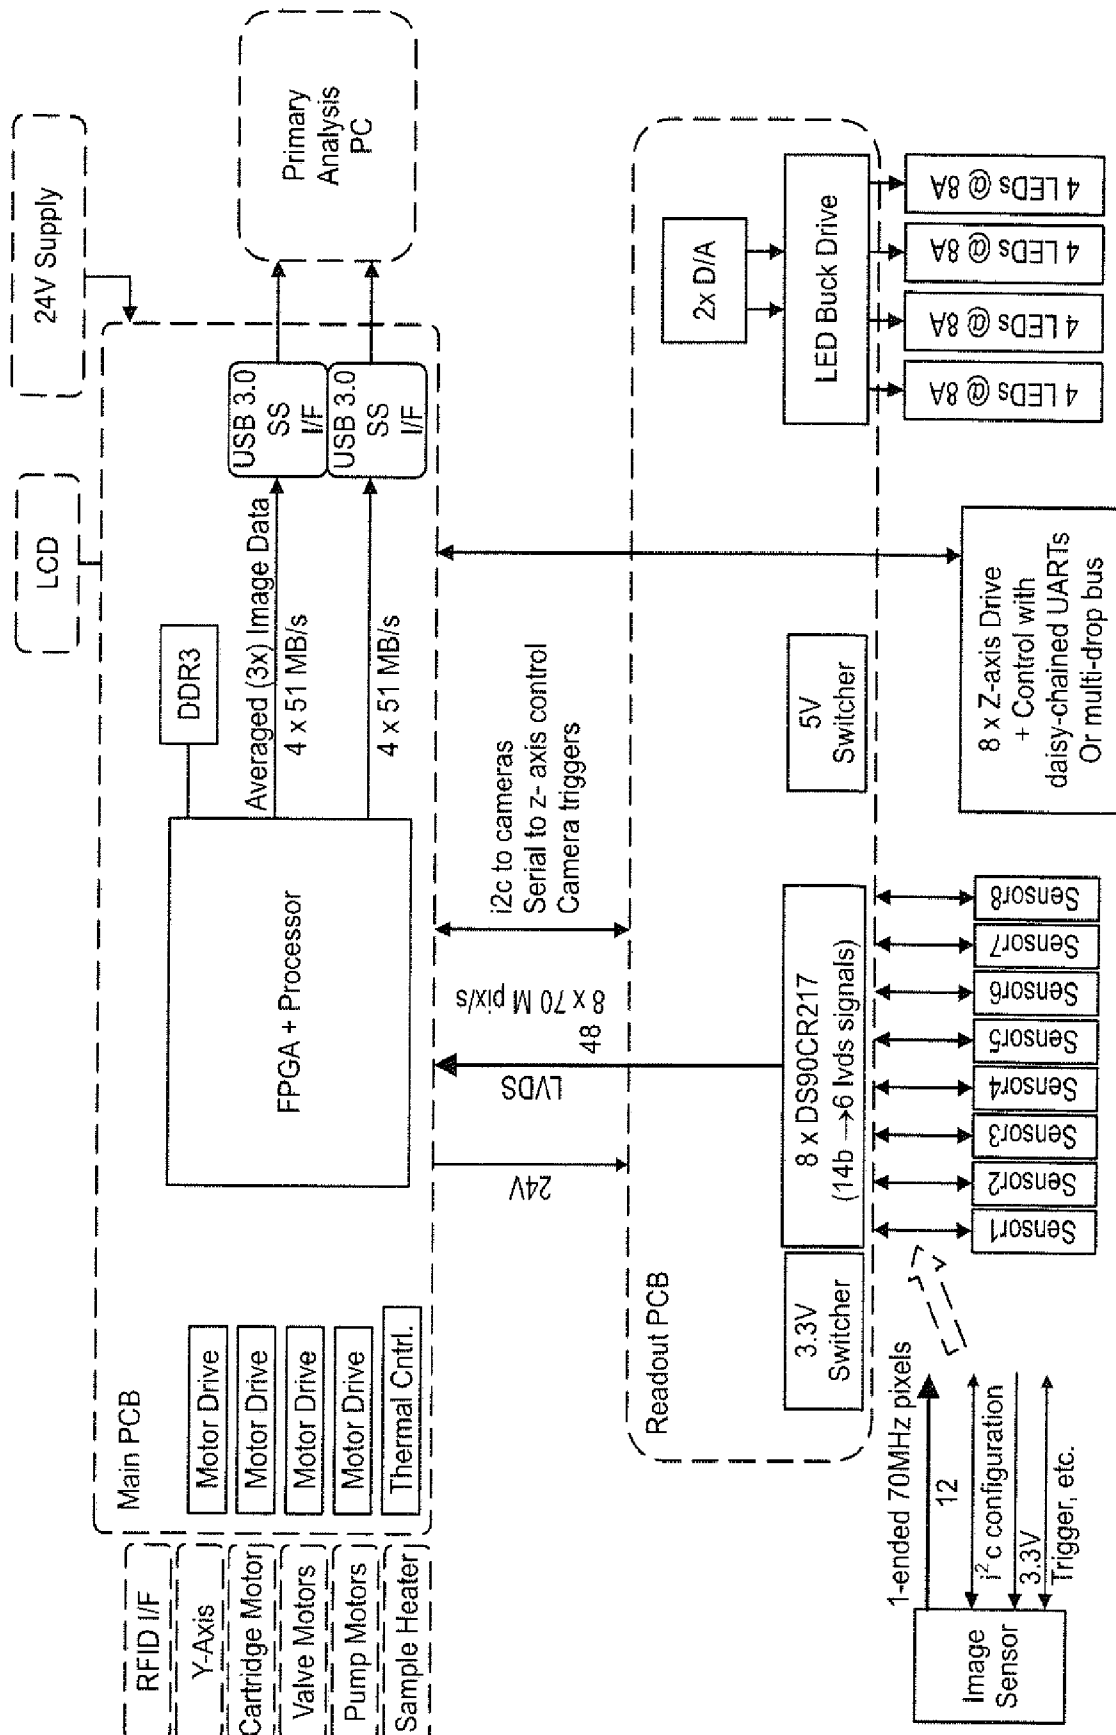 24V Supply
LCD
Main PCB
RFID I/F
Y-Axis
Cartridge Motor
Valve Motors
Pump Motors
Sample Heater
Motor Drive
Motor Drive
Motor Drive
Motor Drive
Thermal Cntrl.
FPGA + Processor
DDR3
Averaged (3x) Image Data
4 x 51 MB/s
4 x 51 MB/s
USB 3.0
SS
I/F
USB 3.0
SS
I/F
Primary
Analysis
PC
24V
LVDS
48
8 x 70 M pix/s
i2c to cameras
Serial to z- axis control
Camera triggers
Readout PCB
3.3V
Switcher
8 x DS90CR217
(14b →6 lvds signals)
5V
Switcher
2x D/A
LED Buck Drive
1-ended 70MHz pixels
12
i² c configuration
3.3V
Trigger, etc.
Image
Sensor
Sensor1
Sensor2
Sensor3
Sensor4
Sensor5
Sensor6
Sensor7
Sensor8
8 x Z-axis Drive
+ Control with
daisy-chained UARTs
Or multi-drop bus
4 LEDs @ 8A
4 LEDs @ 8A
4 LEDs @ 8A
4 LEDs @ 8A